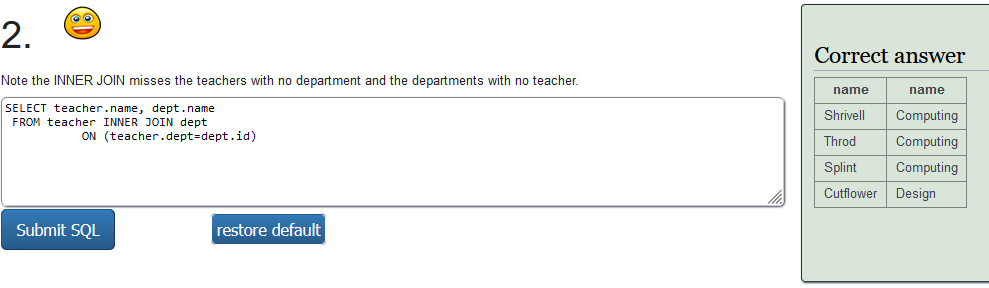 2.
Note the INNER JOIN misses the teachers with no department and the departments with no teacher.
SELECT teacher.name, dept.name
FROM teacher INNER JOIN dept
ON (teacher.dept=dept.id)
Submit SQL
restore default
Correct answer
name name
Shrivell Computing
Throd Computing
Splint Computing
Cutflower Design